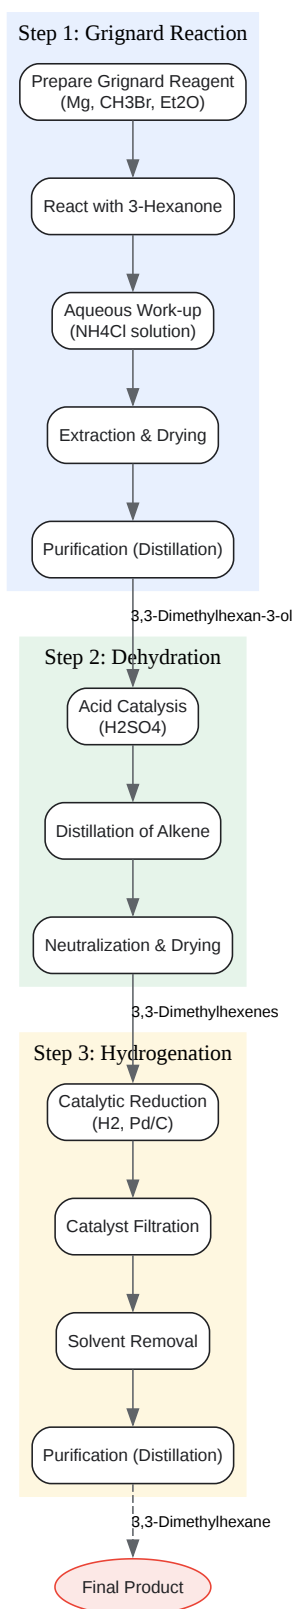 Step 1: Grignard Reaction
Prepare Grignard Reagent
(Mg, CH3Br, Et2O)
React with 3-Hexanone
Aqueous Work-up
(NH4Cl solution)
Extraction & Drying
Purification (Distillation)
3,3-Dimethylhexan-3-ol
Step 2: Dehydration
Acid Catalysis
(H2SO4)
Distillation of Alkene
Neutralization & Drying
3,3-Dimethylhexenes
Step 3: Hydrogenation
Catalytic Reduction
(H2, Pd/C)
Catalyst Filtration
Solvent Removal
Purification (Distillation)
3,3-Dimethylhexane
Final Product